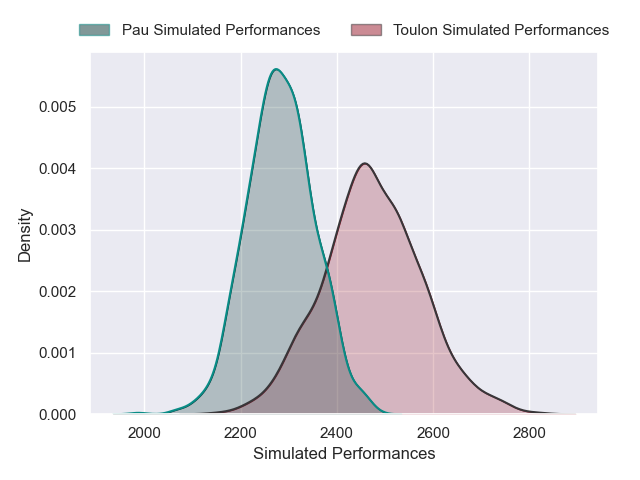 Pau Simulated Performances Toulon Simulated Performances
0.005
0.004
0.003
0.002
0.001
0.000
Density
2000 2200 2400 2600 2800
Simulated Performances